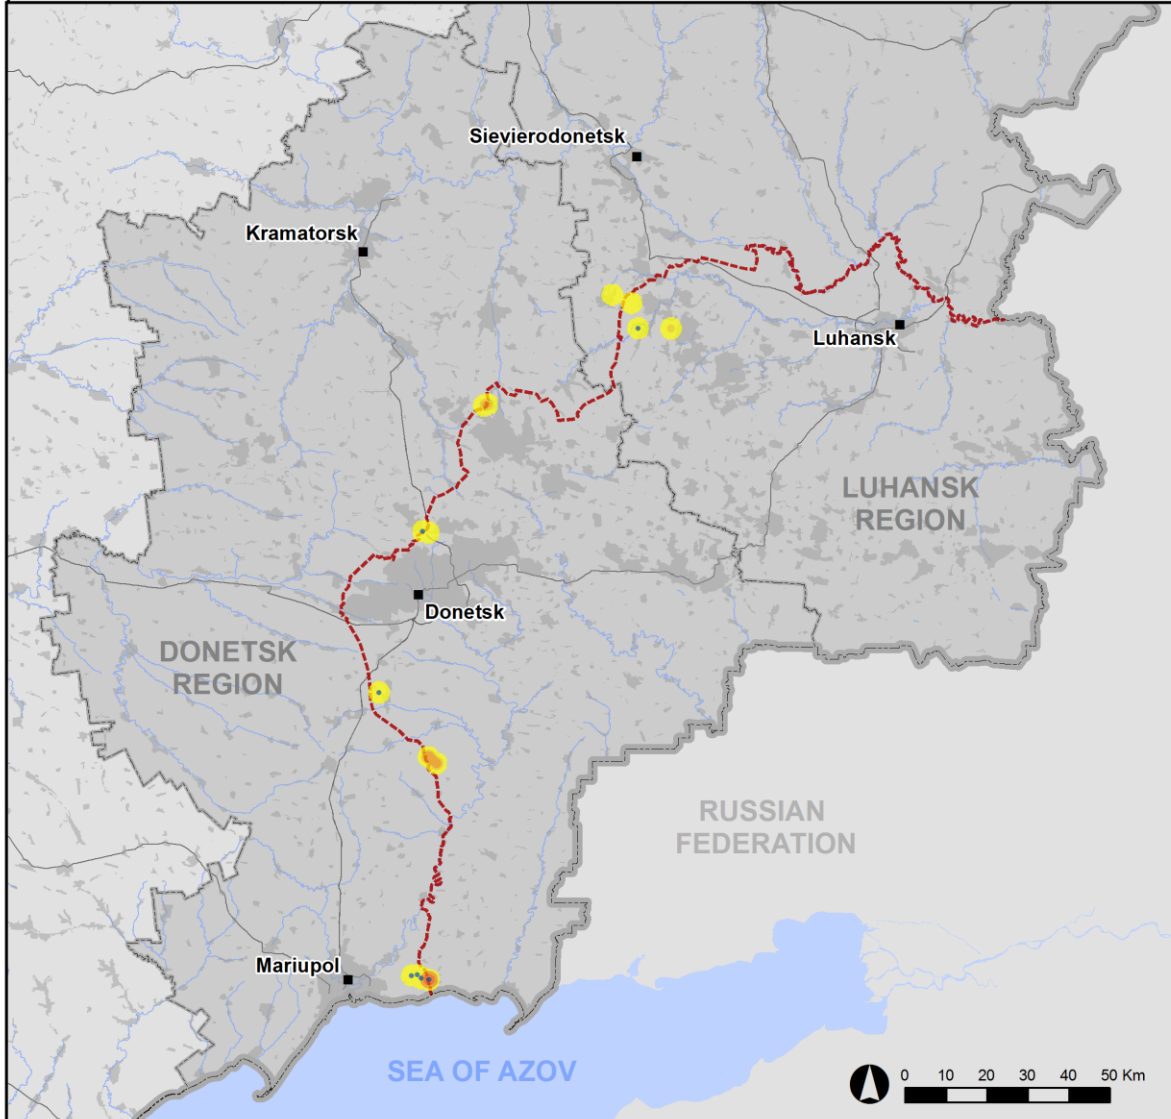 Sievierodonetsk
Kramatorsk
Luhansk
LUHANSK
REGION
Donetsk
DONETSK
REGION
RUSSIAN
FEDERATION
Mariupol
SEA OF AZOV
0 10 20 30 40 50 Km